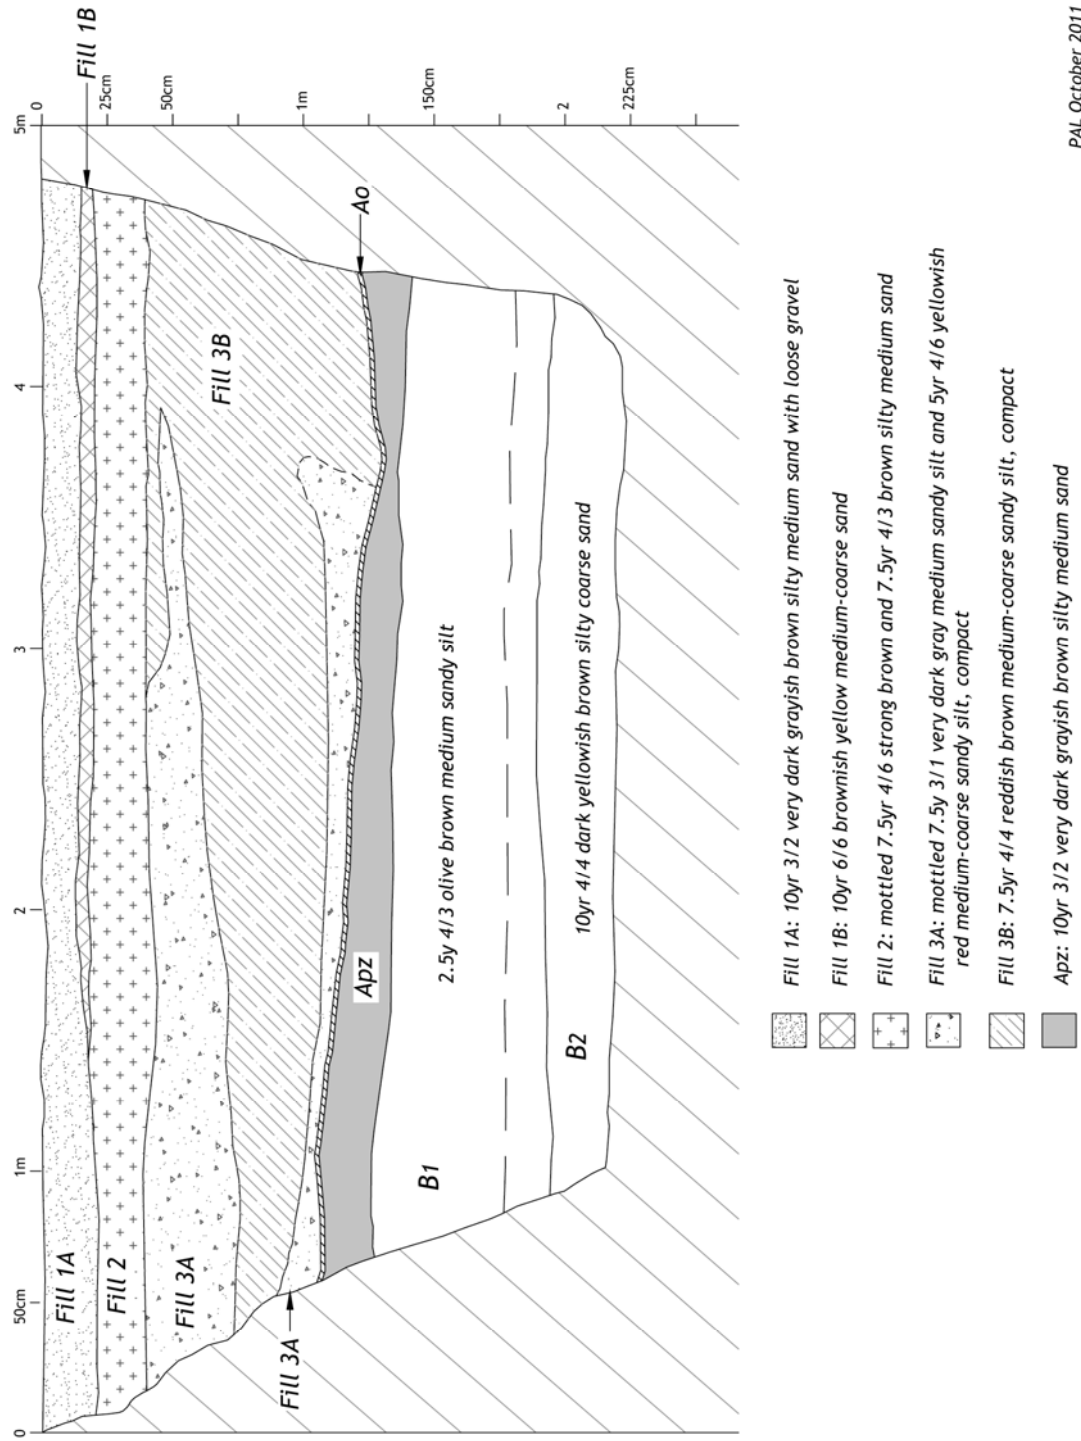 0
50cm
1m
2
3
4
5m
0
25cm
50cm
1m
150cm
2
225cm
Fill 1A
Fill 1B
Fill 2
Fill 3A
Fill 3B
Fill 3A
Ao
Apz
B1
2.5y 4/3 olive brown medium sandy silt
B2
10yr 4/4 dark yellowish brown silty coarse sand
Fill 1A: 10yr 3/2 very dark grayish brown silty medium sand with loose gravel
Fill 1B: 10yr 6/6 brownish yellow medium-coarse sand
Fill 2: mottled 7.5yr 4/6 strong brown and 7.5yr 4/3 brown silty medium sand
Fill 3A: mottled 7.5y 3/1 very dark gray medium sandy silt and 5yr 4/6 yellowish
red medium-coarse sandy silt, compact
Fill 3B: 7.5yr 4/4 reddish brown medium-coarse sandy silt, compact
Apz: 10yr 3/2 very dark grayish brown silty medium sand
PAL October 2011